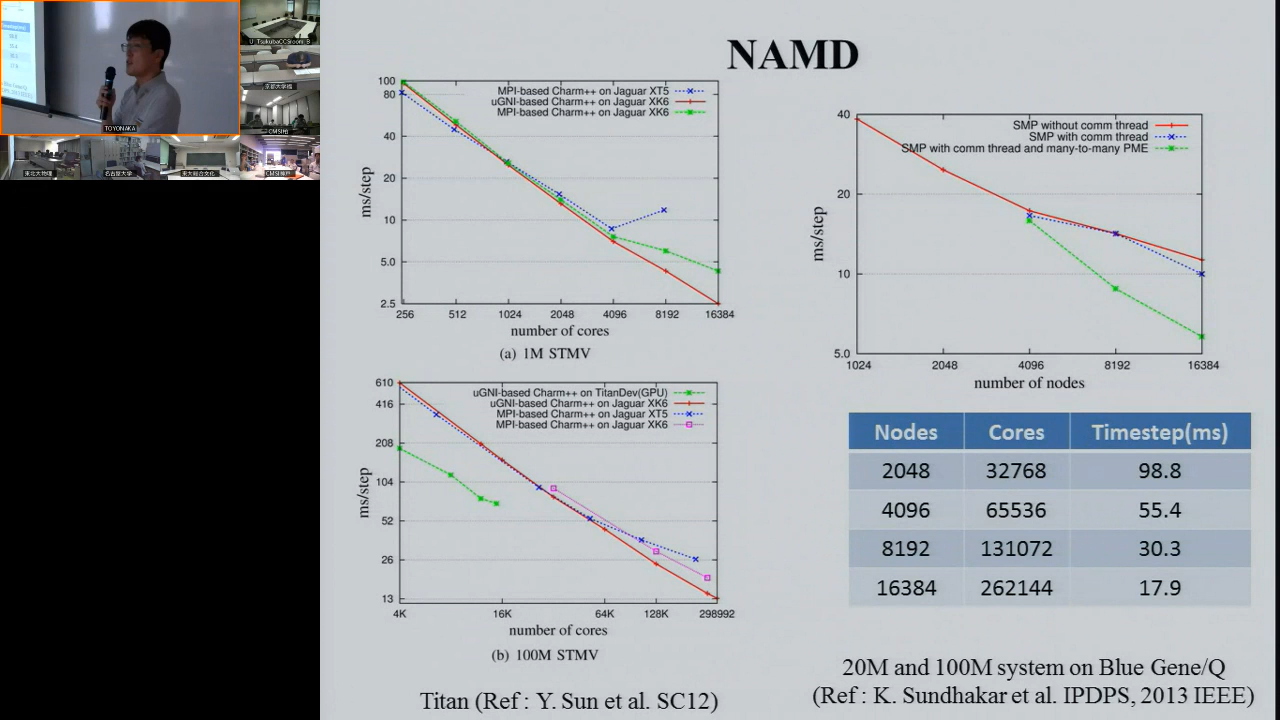 NAMD
U_TsukubaCCSroom_B
京都大学様
CMSI柏
TOYONAKA
東北大物理
名古屋大学
東大総合文化
CMSI神戸
100
80
40
20
10
5.0
2.5
ms/step
MPI-based Charm++ on Jaguar XT5
uGNI-based Charm++ on Jaguar XK6
MPI-based Charm++ on Jaguar XK6
256 512 1024 2048 4096 8192 16384
number of cores
(a) 1M STMV
610
416
208
104
52
26
13
ms/step
uGNI-based Charm++ on TitanDev(GPU)
uGNI-based Charm++ on Jaguar XK6
MPI-based Charm++ on Jaguar XT5
MPI-based Charm++ on Jaguar XK6
4K 16K 64K 128K 298992
number of cores
(b) 100M STMV
Titan (Ref : Y. Sun et al. SC12)
40
20
10
5.0
ms/step
SMP without comm thread
SMP with comm thread
SMP with comm thread and many-to-many PME
1024 2048 4096 8192 16384
number of nodes
Nodes Cores Timestep(ms)
2048 32768 98.8
4096 65536 55.4
8192 131072 30.3
16384 262144 17.9
20M and 100M system on Blue Gene/Q
(Ref : K. Sundhakar et al. IPDPS, 2013 IEEE)